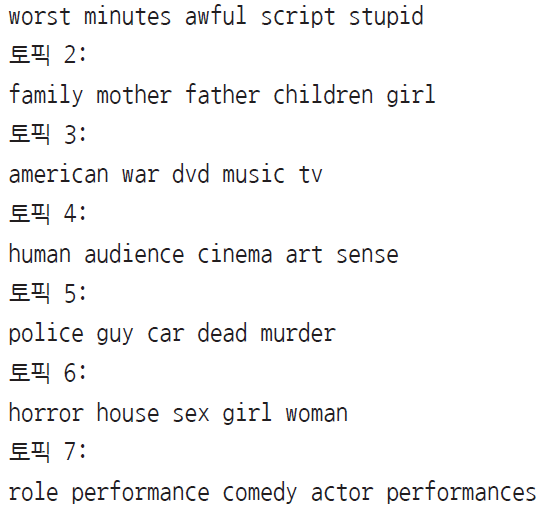 worst minutes awful script stupid
토픽 2:
family mother father children girl
토픽 3:
american war dvd music tv
토픽 4:
human audience cinema art sense
토픽 5:
police guy car dead murder
토픽 6:
horror house sex girl woman
토픽 7:
role performance comedy actor performances